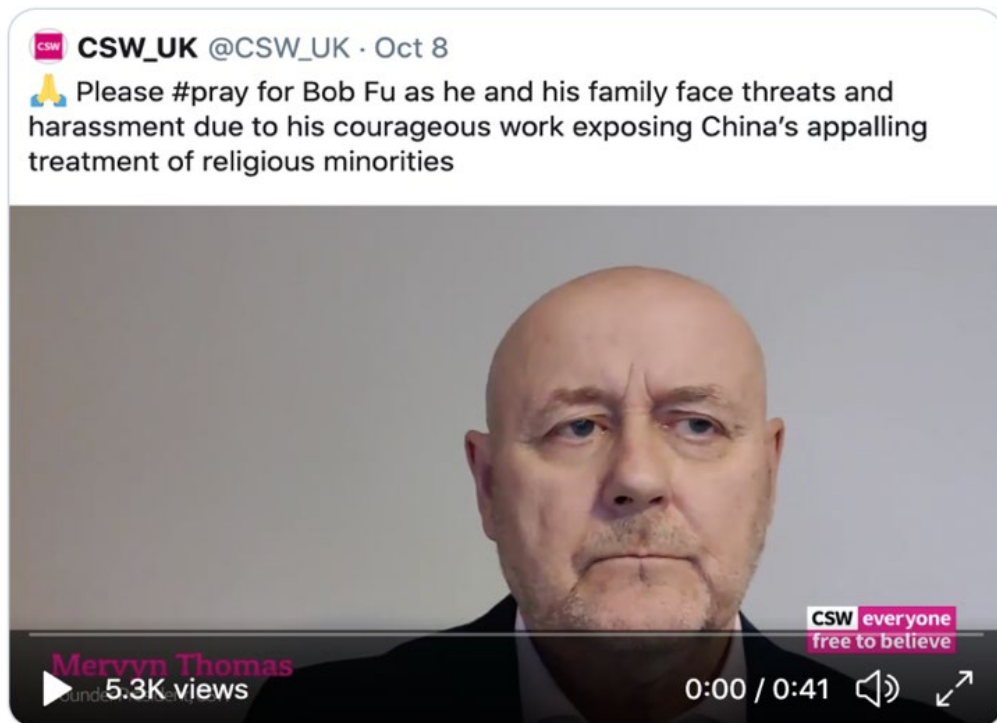 CSW CSW_UK @CSW_UK · Oct 8
🙏 Please #pray for Bob Fu as he and his family face threats and
harassment due to his courageous work exposing China’s appalling
treatment of religious minorities
CSW everyone
free to believe
Mervyn Thomas
5.3K views
0:00 / 0:41